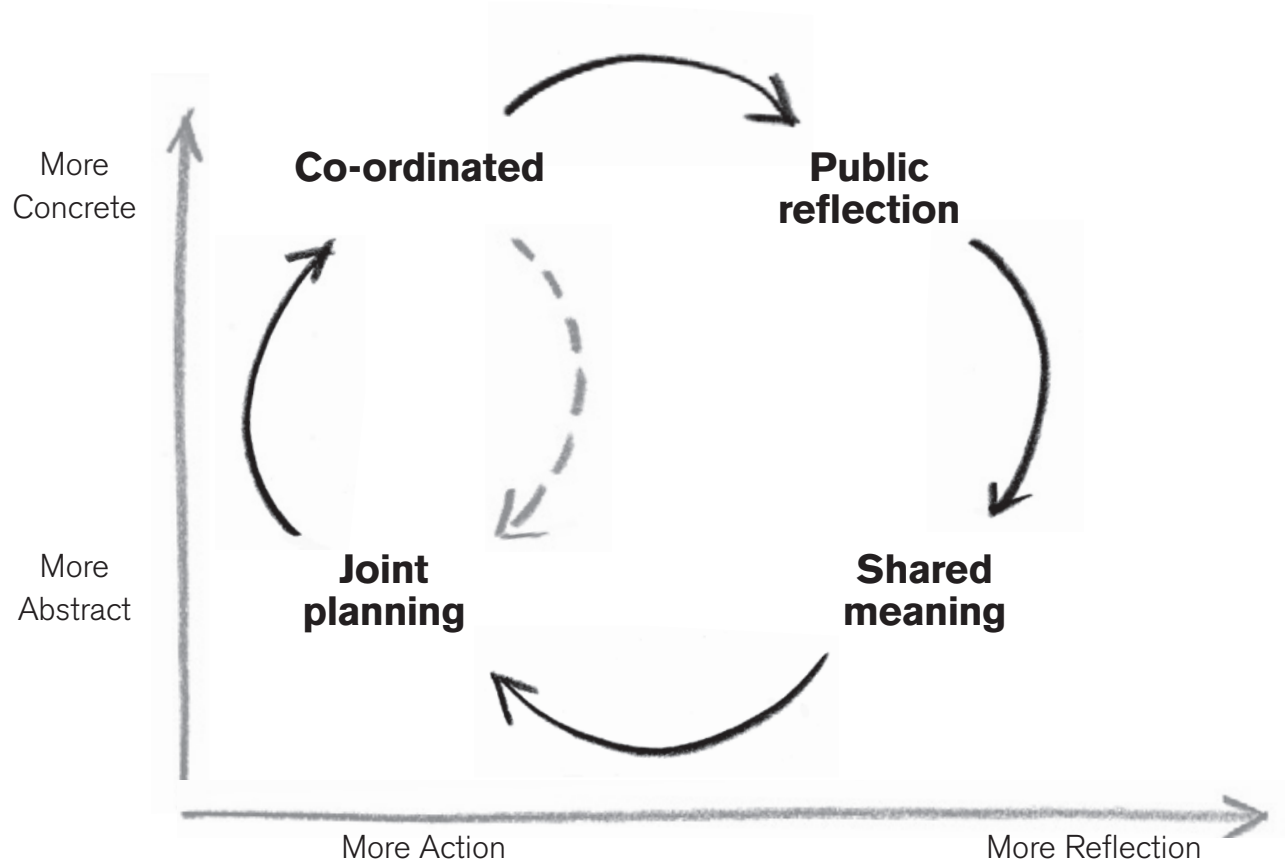 More
Concrete
Co-ordinated
Public
reflection
More
Abstract
Joint
planning
Shared
meaning
More Action
More Reflection